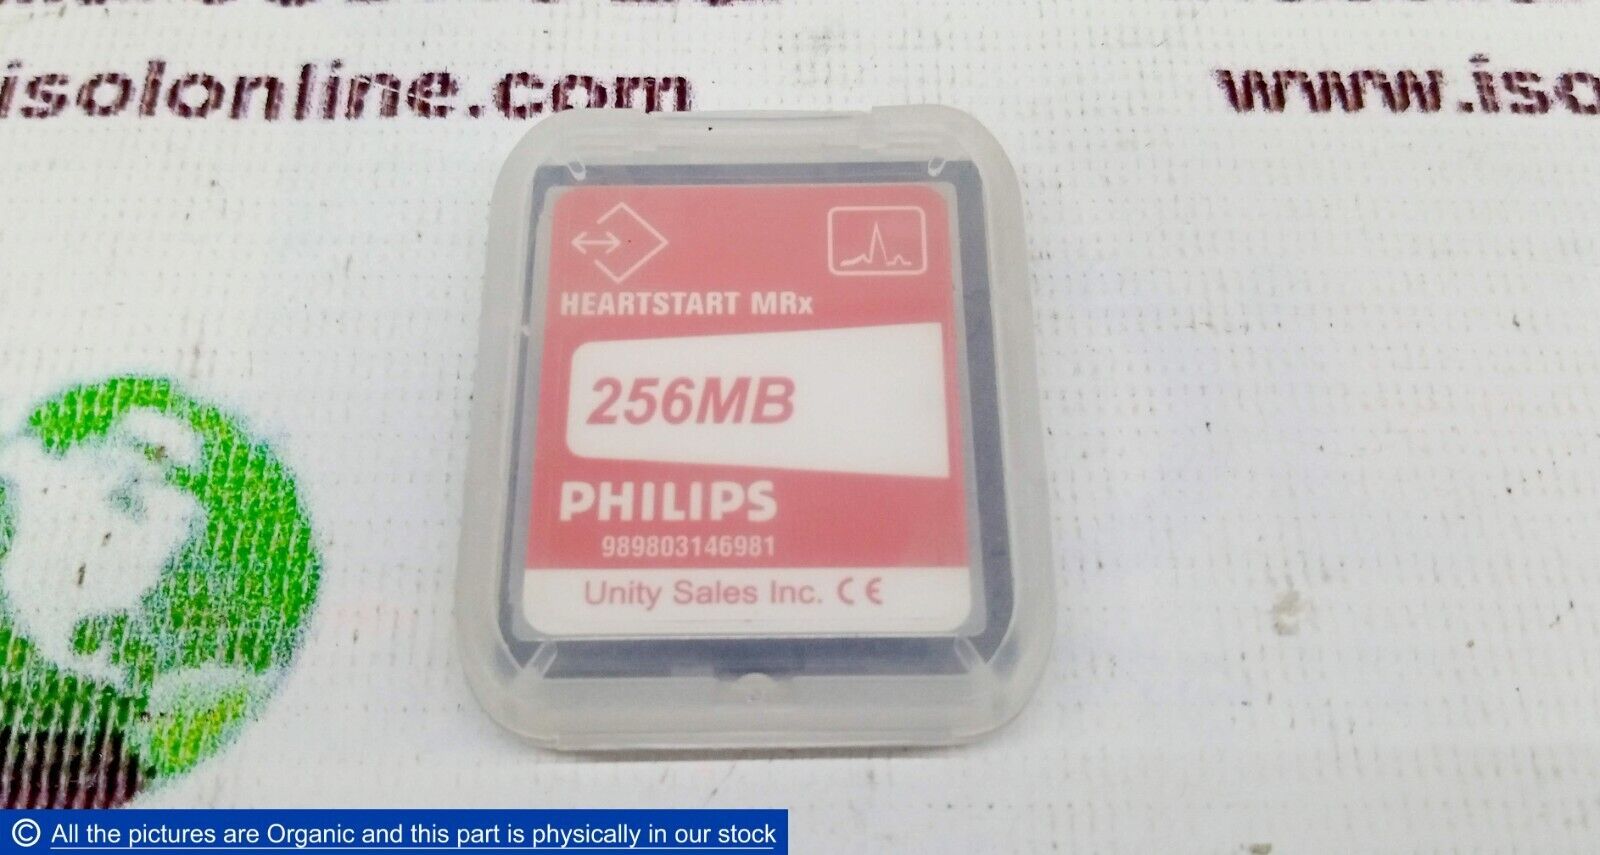 isolonline.com
www.iso
HEARTSTART MRx
256MB
PHILIPS
989803146981
Unity Sales Inc. CE
© All the pictures are Organic and this part is physically in our stock